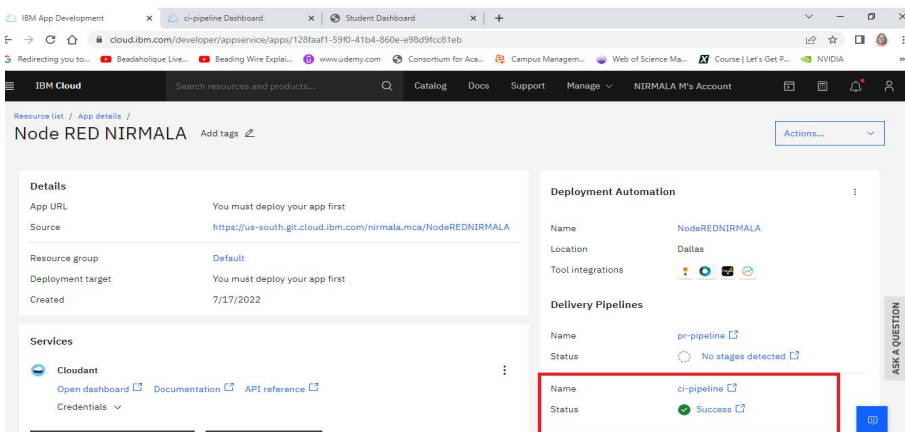 IBM App Development
ci-pipeline Dashboard
Student Dashboard
cloud.ibm.com/developer/appservice/apps/128faaf1-59f0-41b4-860e-e98d9fcc81eb
Redirecting you to...
Beadaholique Live...
Beading Wire Explai...
www.udemy.com
Consortium for Aca...
Campus Managem...
Web of Science Ma...
Course | Let's Get P...
NVIDIA
IBM Cloud
Search resources and products...
Catalog
Docs
Support
Manage
NIRMALA M's Account
Resource list / App details /
Node RED NIRMALA
Add tags
Actions...
Details
App URL You must deploy your app first
Source https://us-south.git.cloud.ibm.com/nirmala.mca/NodeREDNIRMALA
Resource group Default
Deployment target You must deploy your app first
Created 7/17/2022
Services
Cloudant
Open dashboard Documentation API reference
Credentials
Deployment Automation
Name NodeREDNIRMALA
Location Dallas
Tool integrations
Delivery Pipelines
Name pr-pipeline
Status No stages detected
Name ci-pipeline
Status Success
ASK A QUESTION